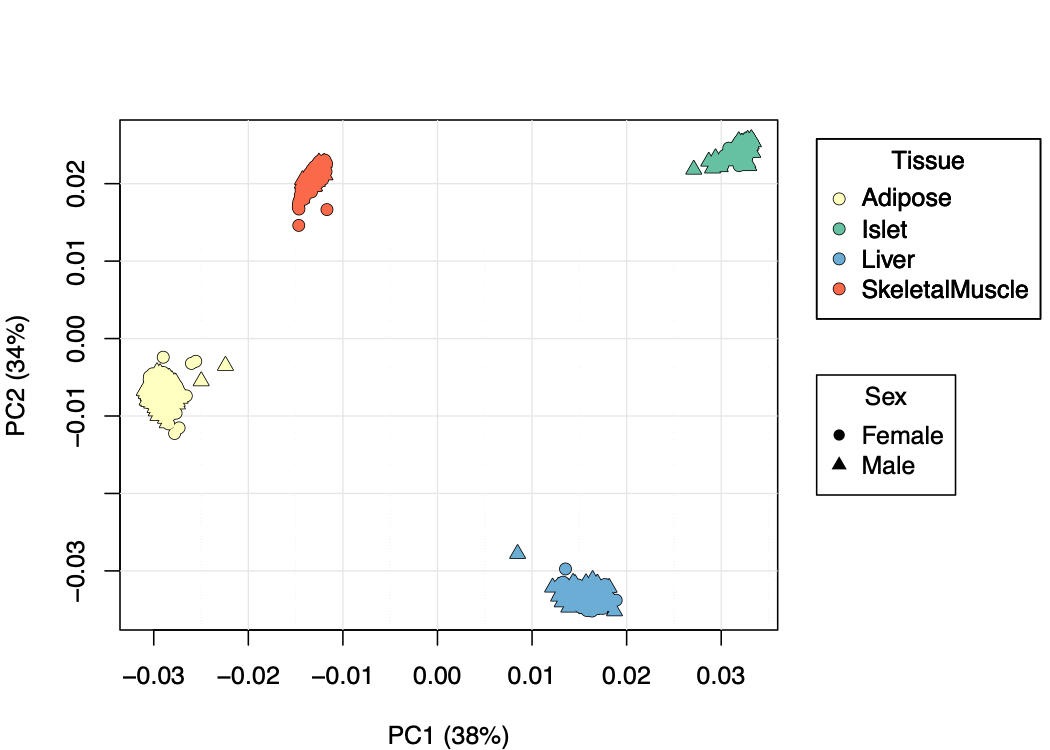 0.02
0.01
0.00
−0.01
−0.03
PC2 (34%)
−0.03 −0.02 −0.01 0.00 0.01 0.02 0.03
PC1 (38%)
Tissue
Adipose
Islet
Liver
SkeletalMuscle
Sex
Female
Male